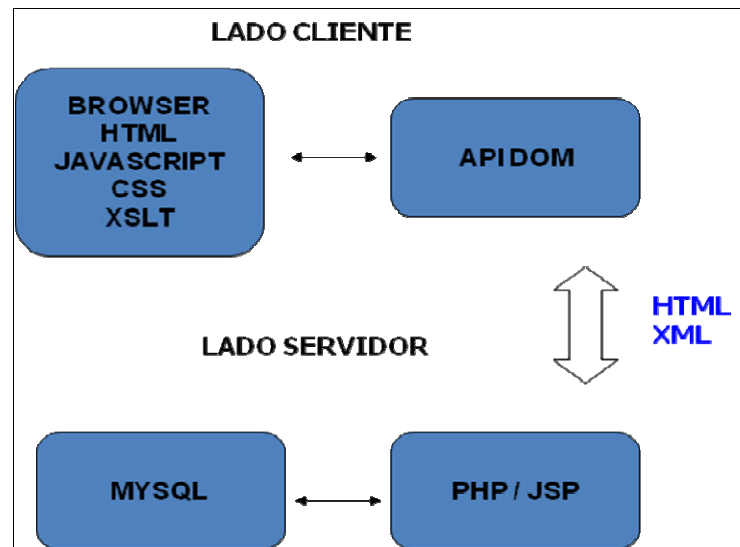 LADO CLIENTE
BROWSER
HTML
JAVASCRIPT
CSS
XSLT
API DOM
HTML
XML
LADO SERVIDOR
MYSQL
PHP / JSP